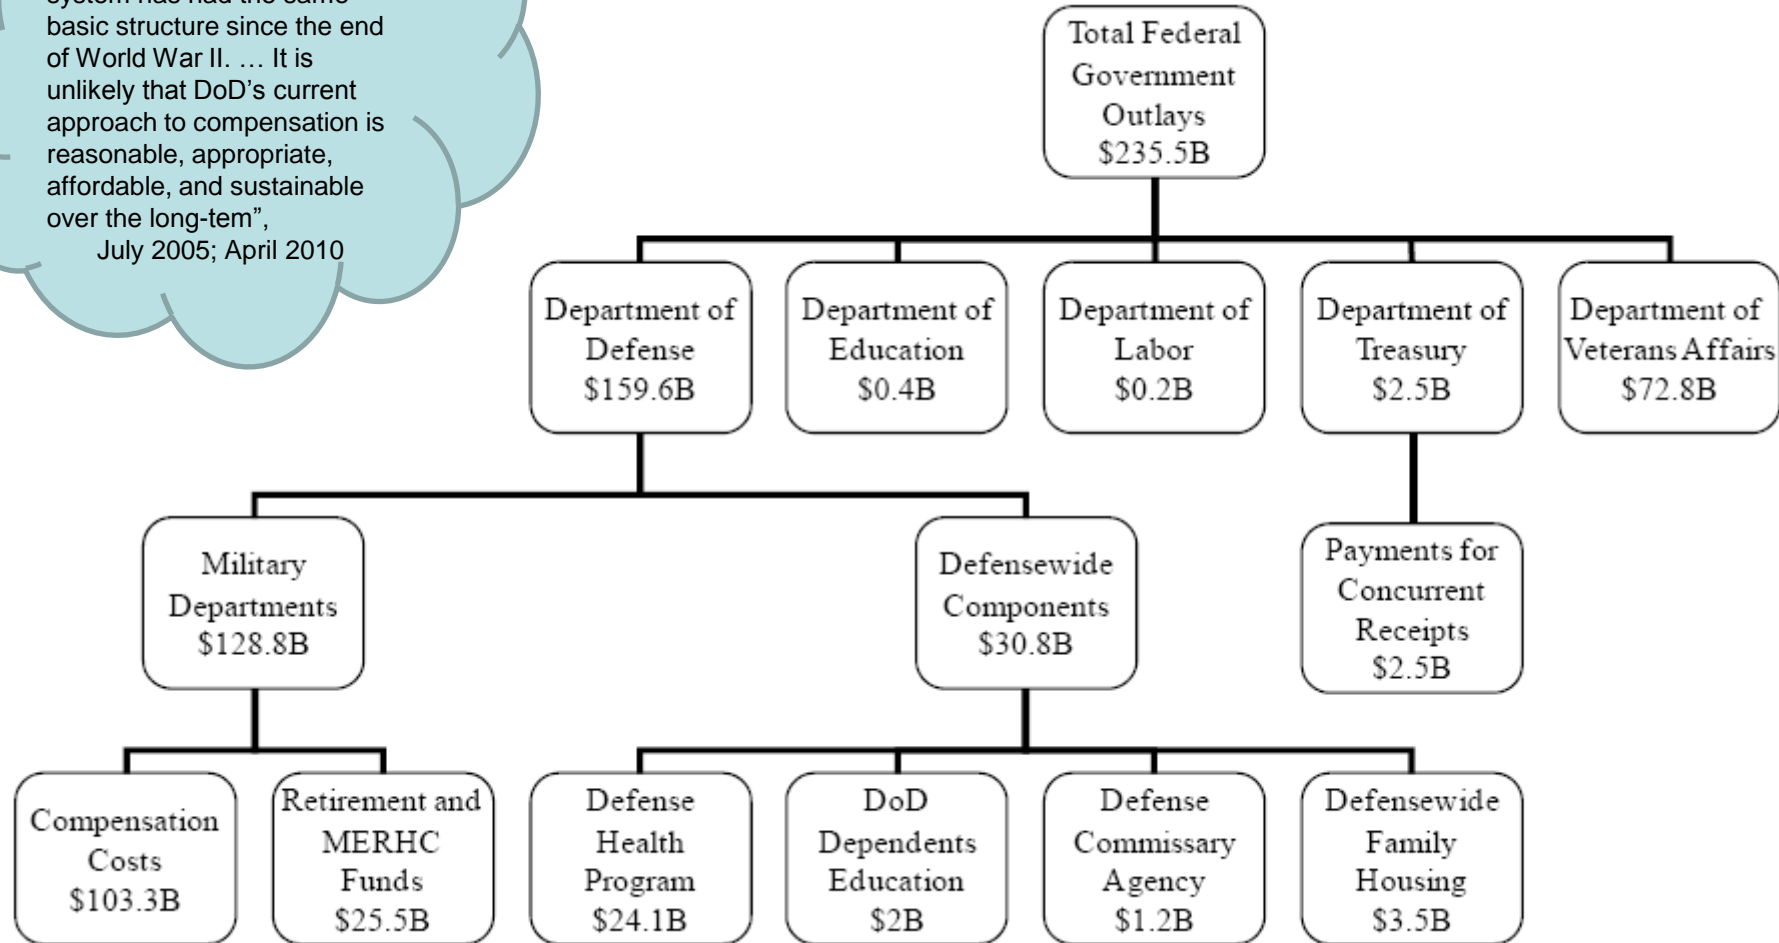 system has had the same
basic structure since the end
of World War II. … It is
unlikely that DoD’s current
approach to compensation is
reasonable, appropriate,
affordable, and sustainable
over the long-tem”,
July 2005; April 2010
Total Federal
Government
Outlays
$235.5B
Department of
Defense
$159.6B
Department of
Education
$0.4B
Department of
Labor
$0.2B
Department of
Treasury
$2.5B
Department of
Veterans Affairs
$72.8B
Military
Departments
$128.8B
Defensewide
Components
$30.8B
Payments for
Concurrent
Receipts
$2.5B
Compensation
Costs
$103.3B
Retirement and
MERHC
Funds
$25.5B
Defense
Health
Program
$24.1B
DoD
Dependents
Education
$2B
Defense
Commissary
Agency
$1.2B
Defensewide
Family
Housing
$3.5B